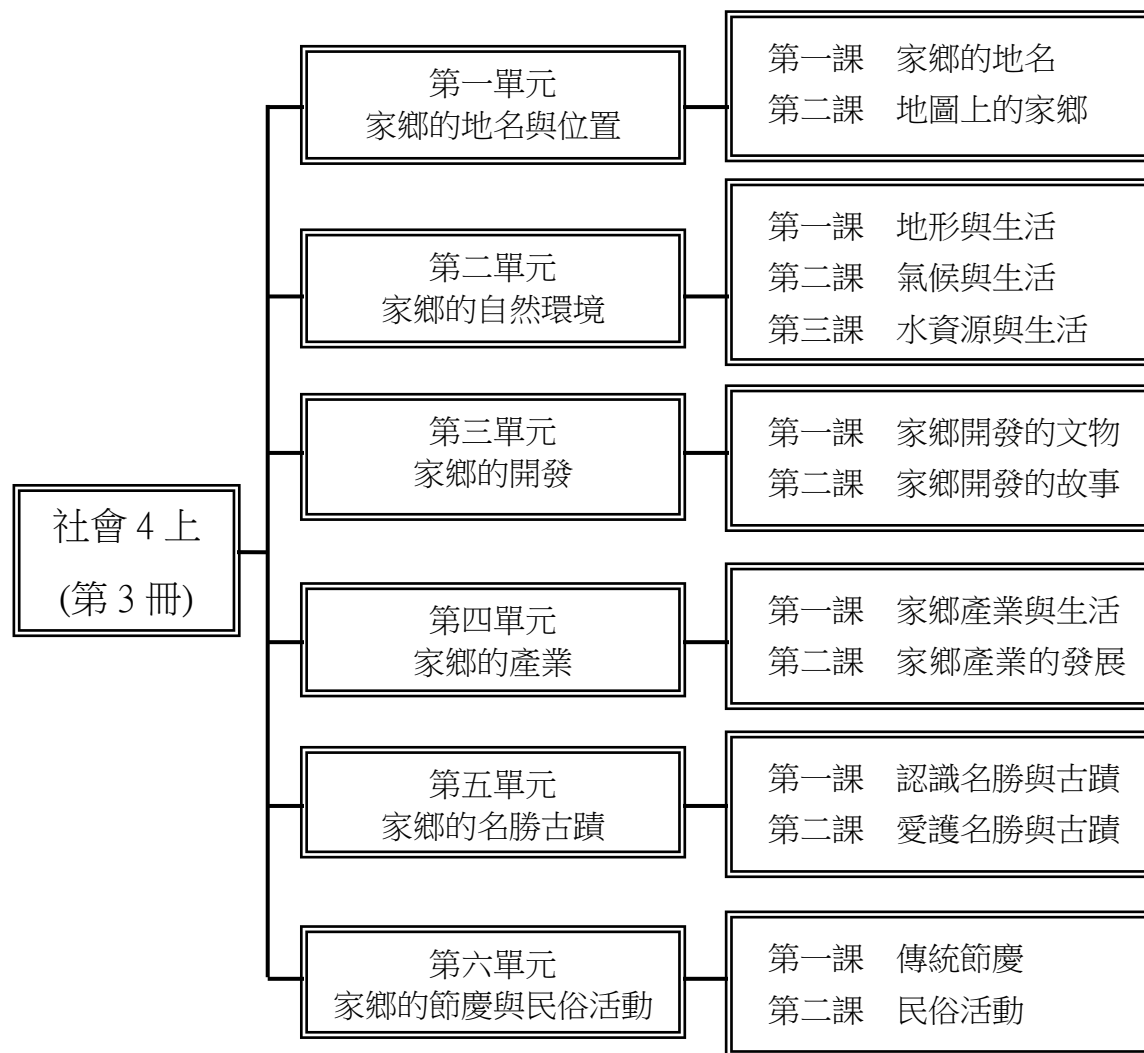 社會 4 上
(第 3 冊)
第一單元
家鄉的地名與位置
第一課　家鄉的地名
第二課　地圖上的家鄉
第二單元
家鄉的自然環境
第一課　地形與生活
第二課　氣候與生活
第三課　水資源與生活
第三單元
家鄉的開發
第一課　家鄉開發的文物
第二課　家鄉開發的故事
第四單元
家鄉的產業
第一課　家鄉產業與生活
第二課　家鄉產業的發展
第五單元
家鄉的名勝古蹟
第一課　認識名勝與古蹟
第二課　愛護名勝與古蹟
第六單元
家鄉的節慶與民俗活動
第一課　傳統節慶
第二課　民俗活動